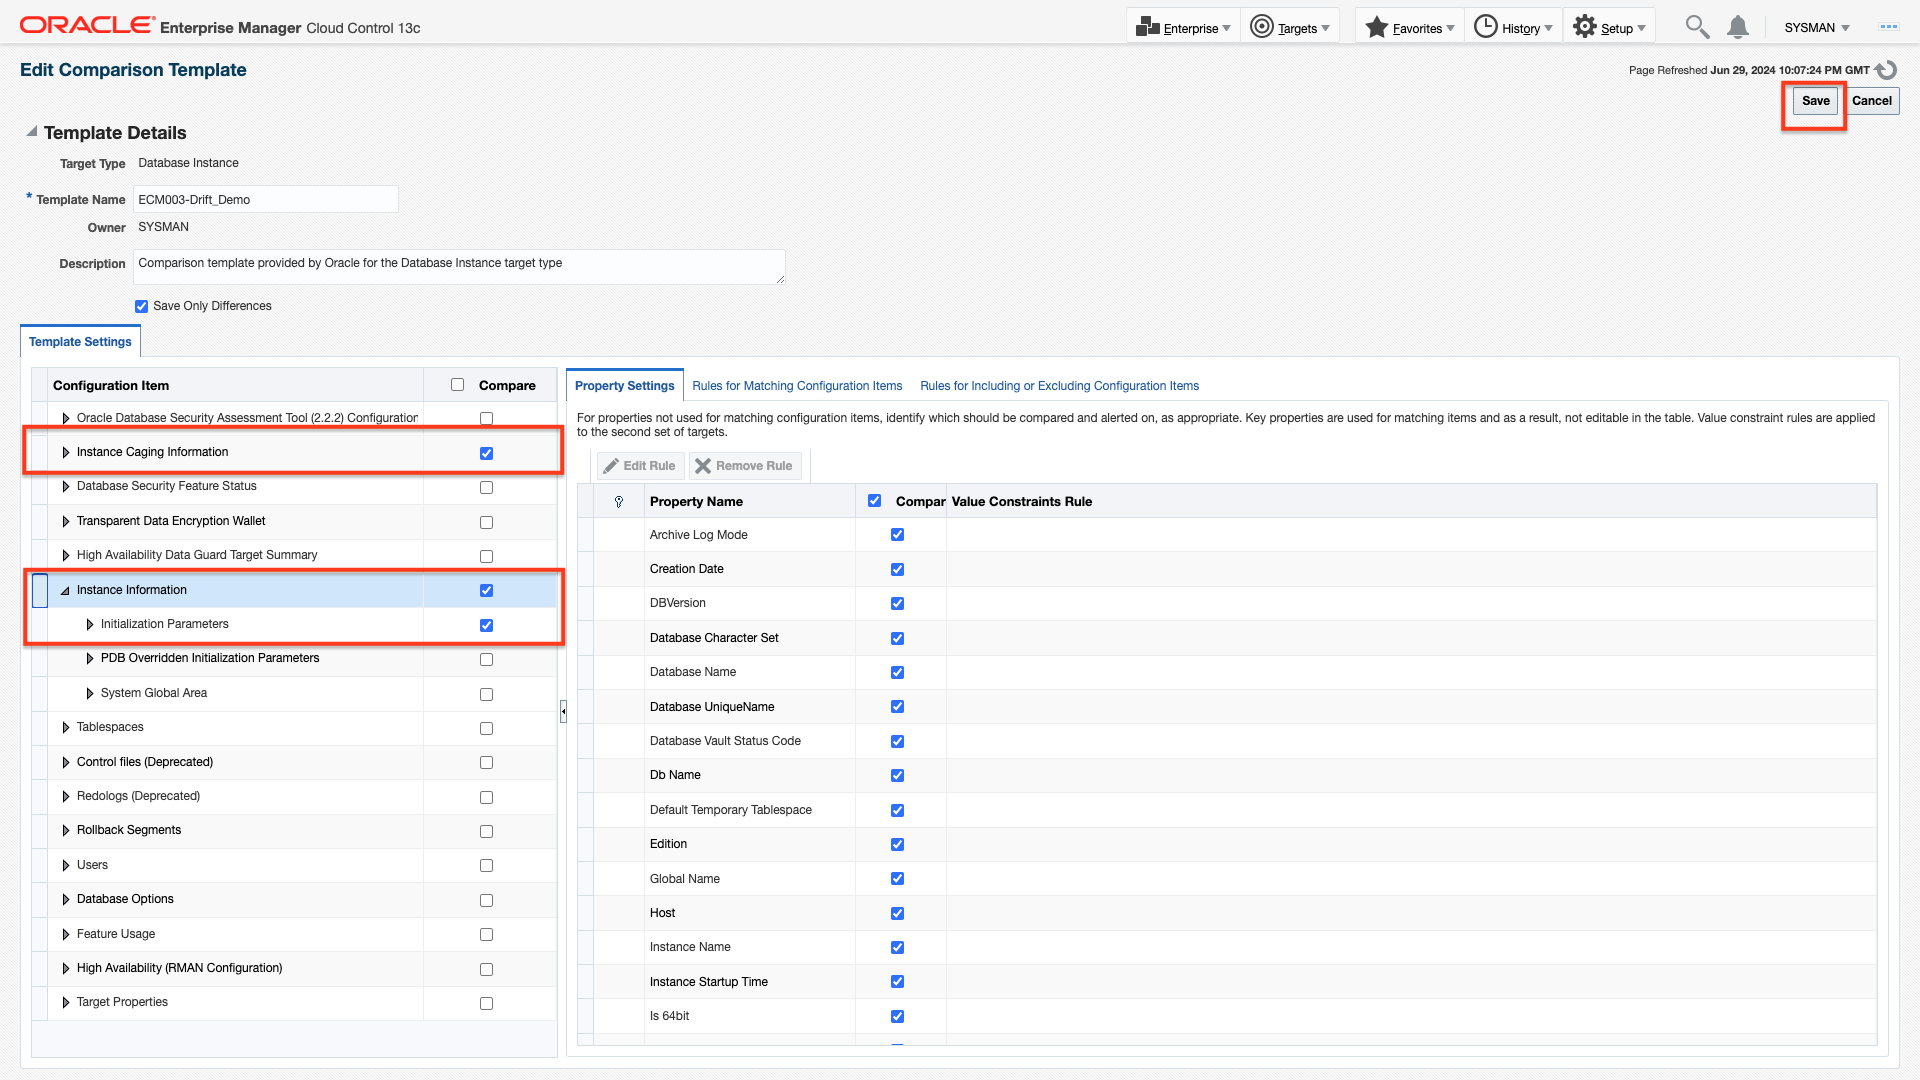 ORACLE Enterprise Manager Cloud Control 13c
Enterprise
Targets
Favorites
History
Setup
SYSMAN
Edit Comparison Template
Page Refreshed Jun 29, 2024 10:07:24 PM GMT
Save
Cancel
Template Details
Target Type Database Instance
* Template Name ECM003-Drift_Demo
Owner SYSMAN
Description Comparison template provided by Oracle for the Database Instance target type
Save Only Differences
Template Settings
Configuration Item Compare
Oracle Database Security Assessment Tool (2.2.2) Configuration
Instance Caging Information
Database Security Feature Status
Transparent Data Encryption Wallet
High Availability Data Guard Target Summary
Instance Information
Initialization Parameters
PDB Overridden Initialization Parameters
System Global Area
Tablespaces
Control files (Deprecated)
Redologs (Deprecated)
Rollback Segments
Users
Database Options
Feature Usage
High Availability (RMAN Configuration)
Target Properties
Property Settings
Rules for Matching Configuration Items
Rules for Including or Excluding Configuration Items
For properties not used for matching configuration items, identify which should be compared and alerted on, as appropriate. Key properties are used for matching items and as a result, not editable in the table. Value constraint rules are applied
to the second set of targets.
Edit Rule
Remove Rule
Property Name Compar Value Constraints Rule
Archive Log Mode
Creation Date
DBVersion
Database Character Set
Database Name
Database UniqueName
Database Vault Status Code
Db Name
Default Temporary Tablespace
Edition
Global Name
Host
Instance Name
Instance Startup Time
Is 64bit